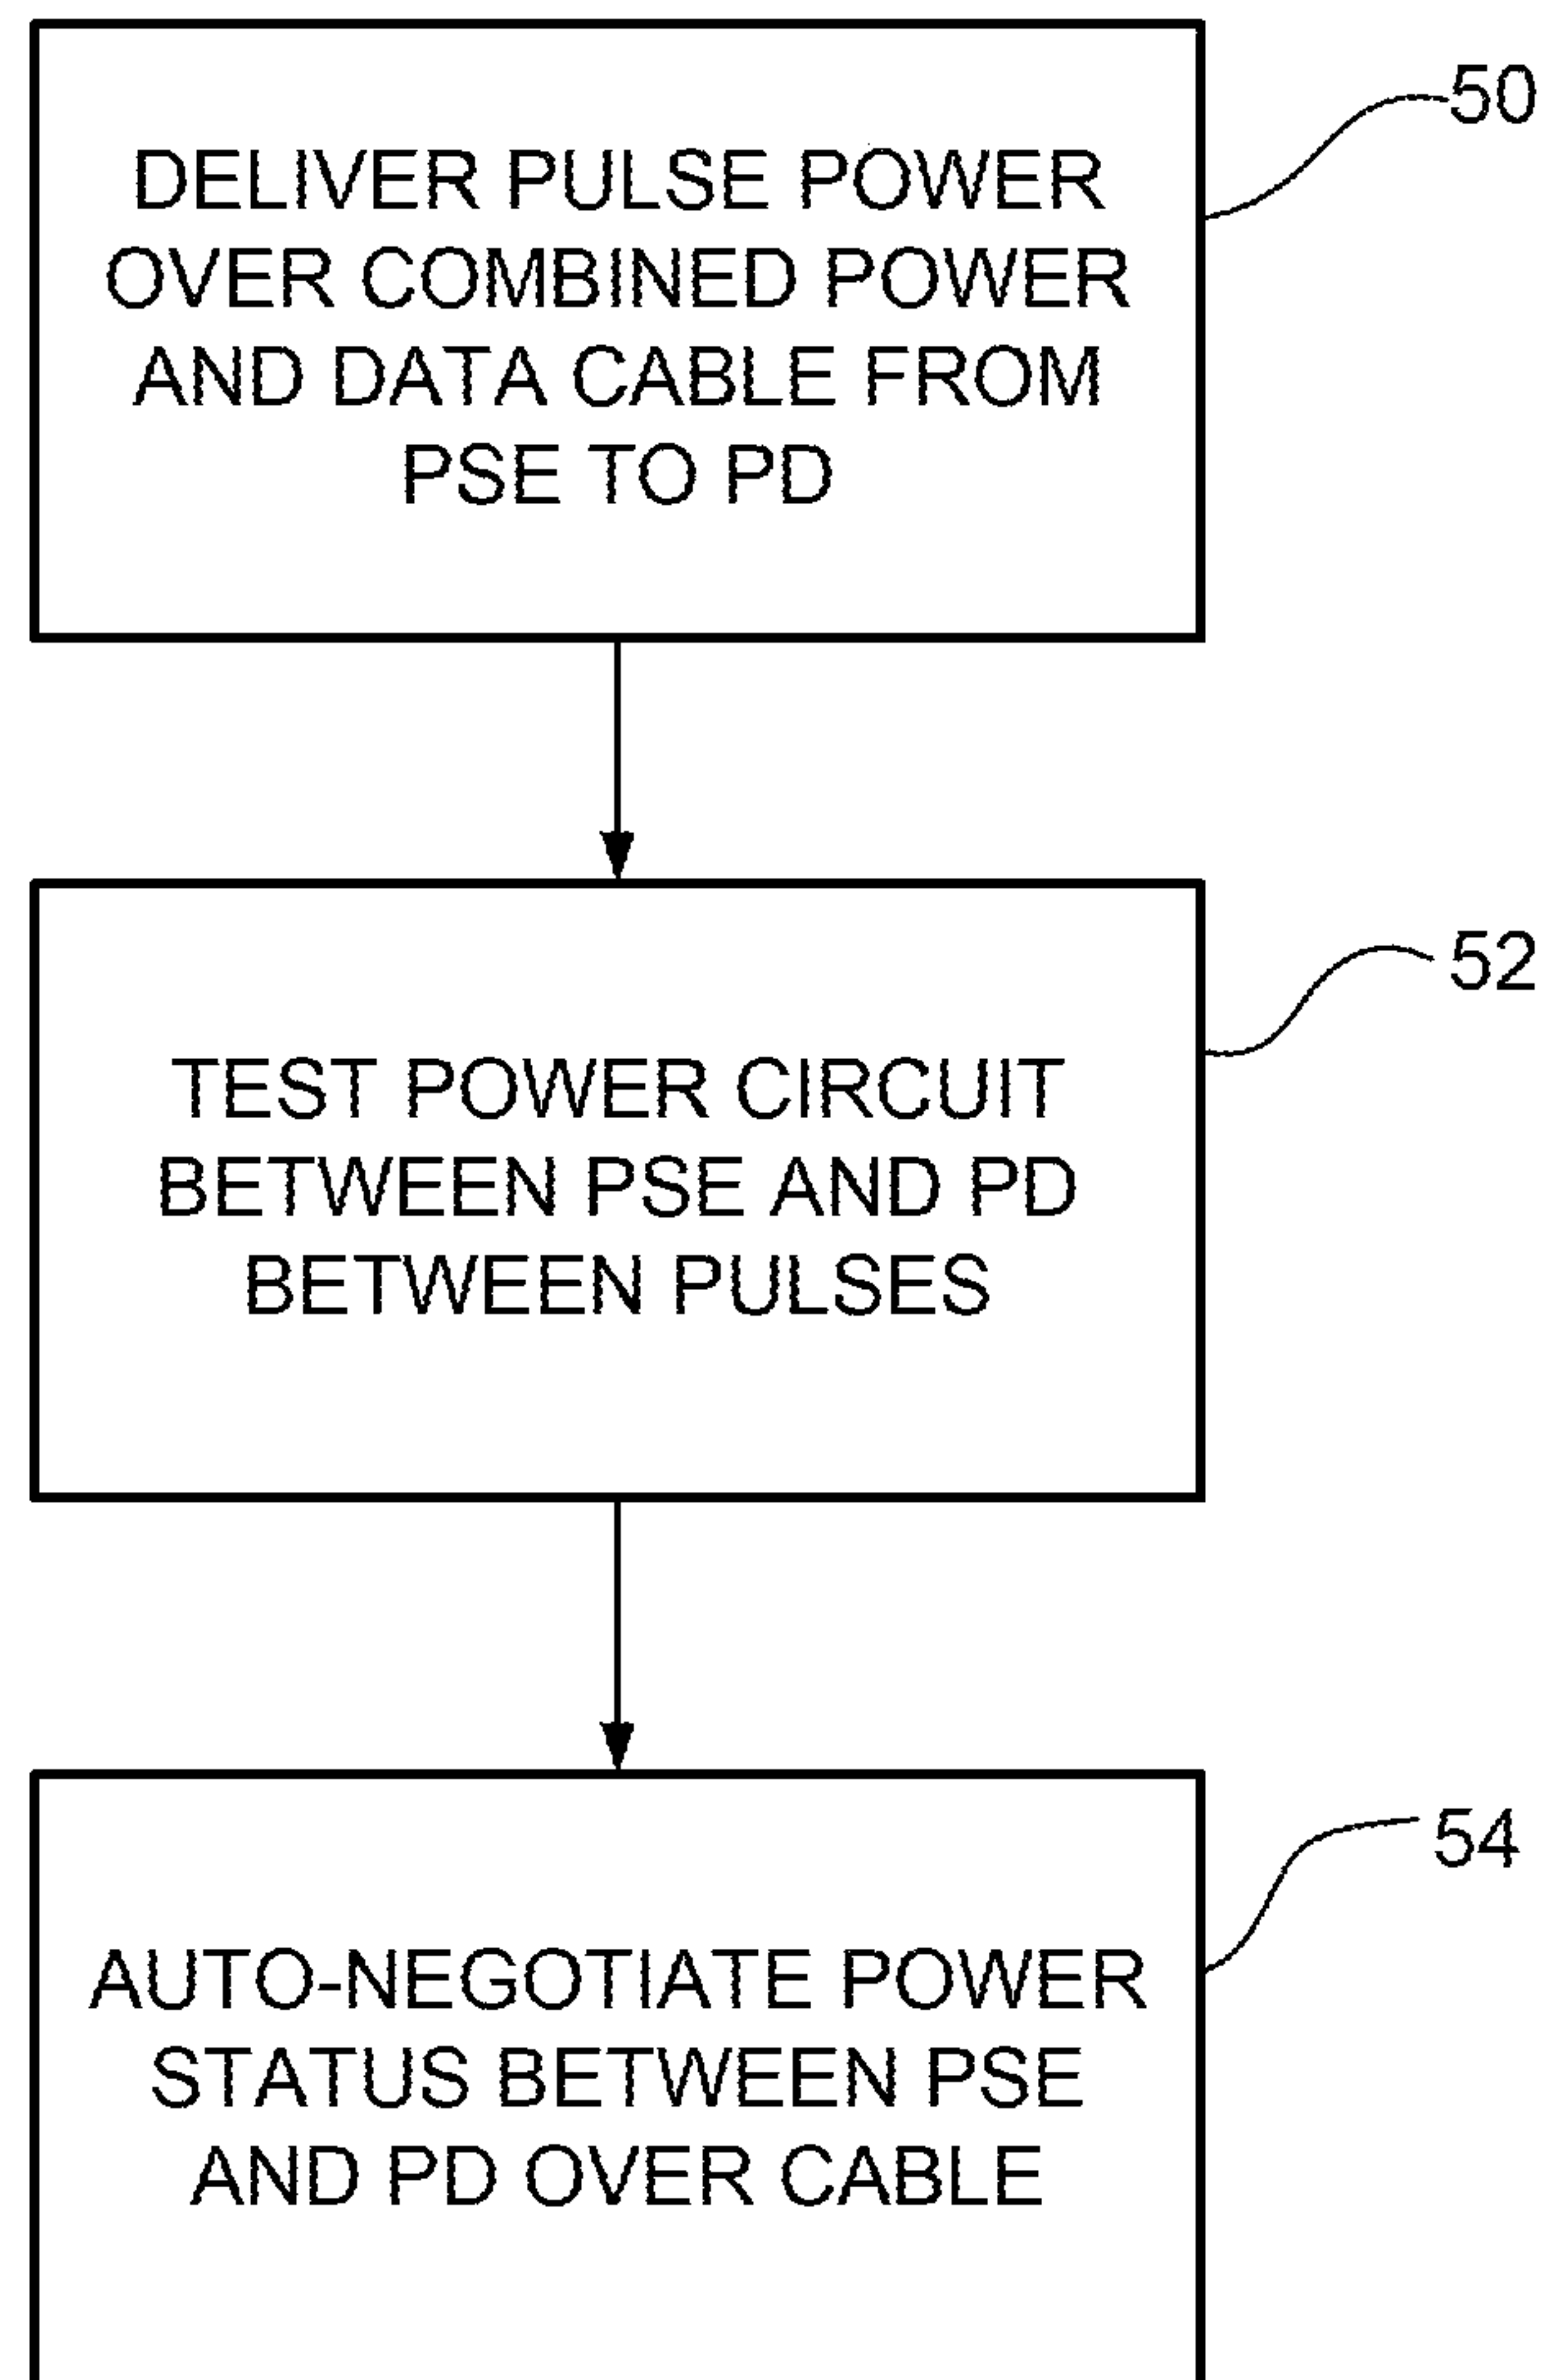 DELIVER PULSE POWER
OVER COMBINED POWER
AND DATA CABLE FROM
PSE TO PD
50
TEST POWER CIRCUIT
BETWEEN PSE AND PD
BETWEEN PULSES
52
AUTO-NEGOTIATE POWER
STATUS BETWEEN PSE
AND PD OVER CABLE
54